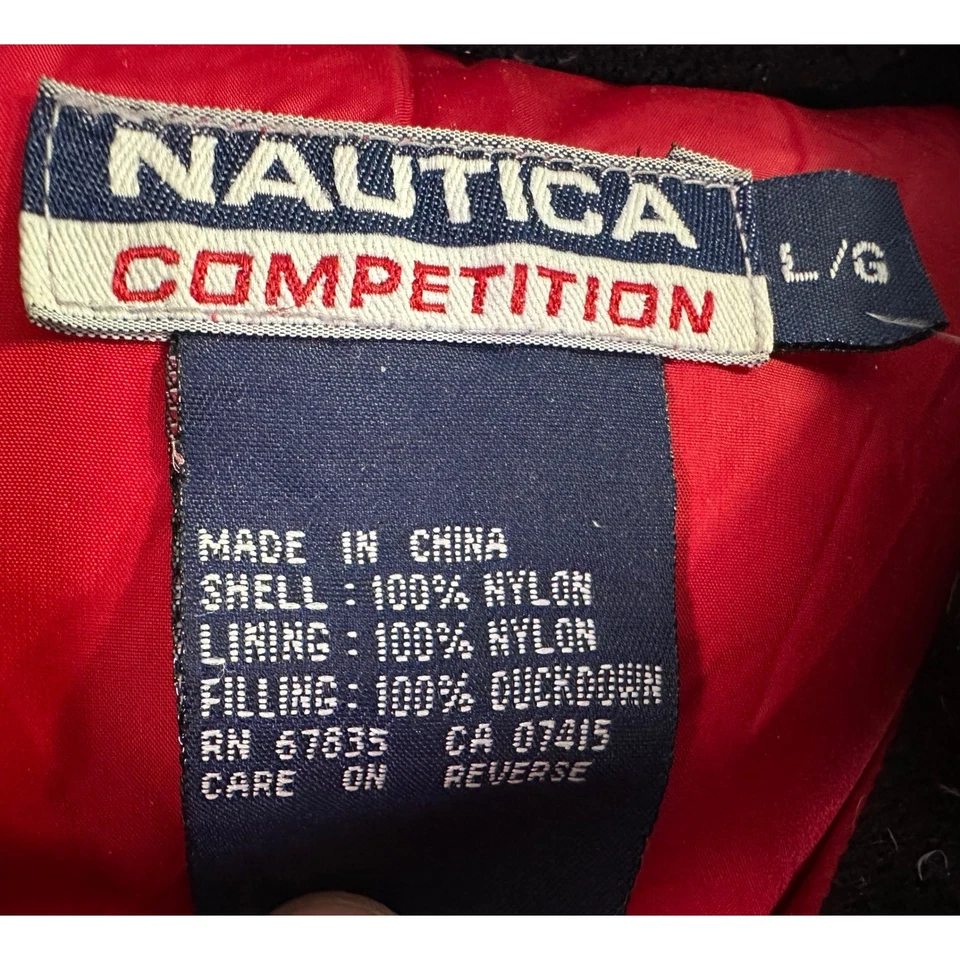 NAUTICA
COMPETITION
L/G
MADE IN CHINA
SHELL : 100% NYLON
LINING : 100% NYLON
FILLING : 100% DUCKDOWN
RN 67835 CA 07415
CARE ON REVERSE